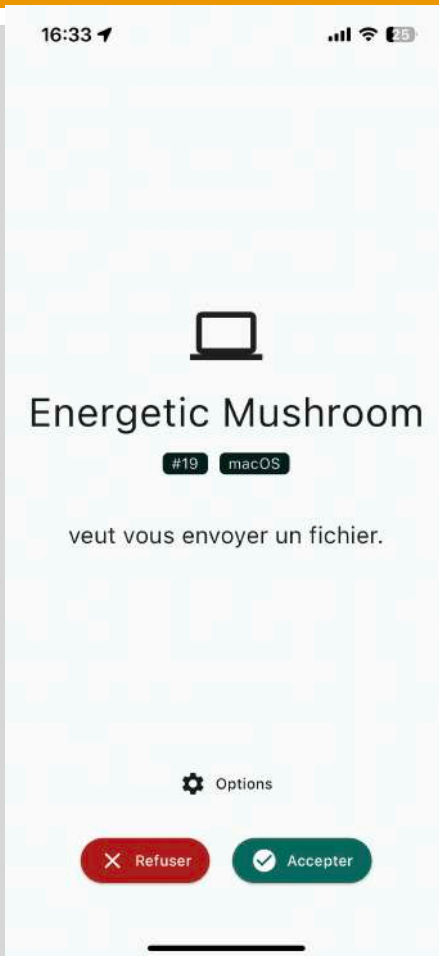 16:33
25
Energetic Mushroom
#19 macOS
veut vous envoyer un fichier.
Options
Refuser Accepter